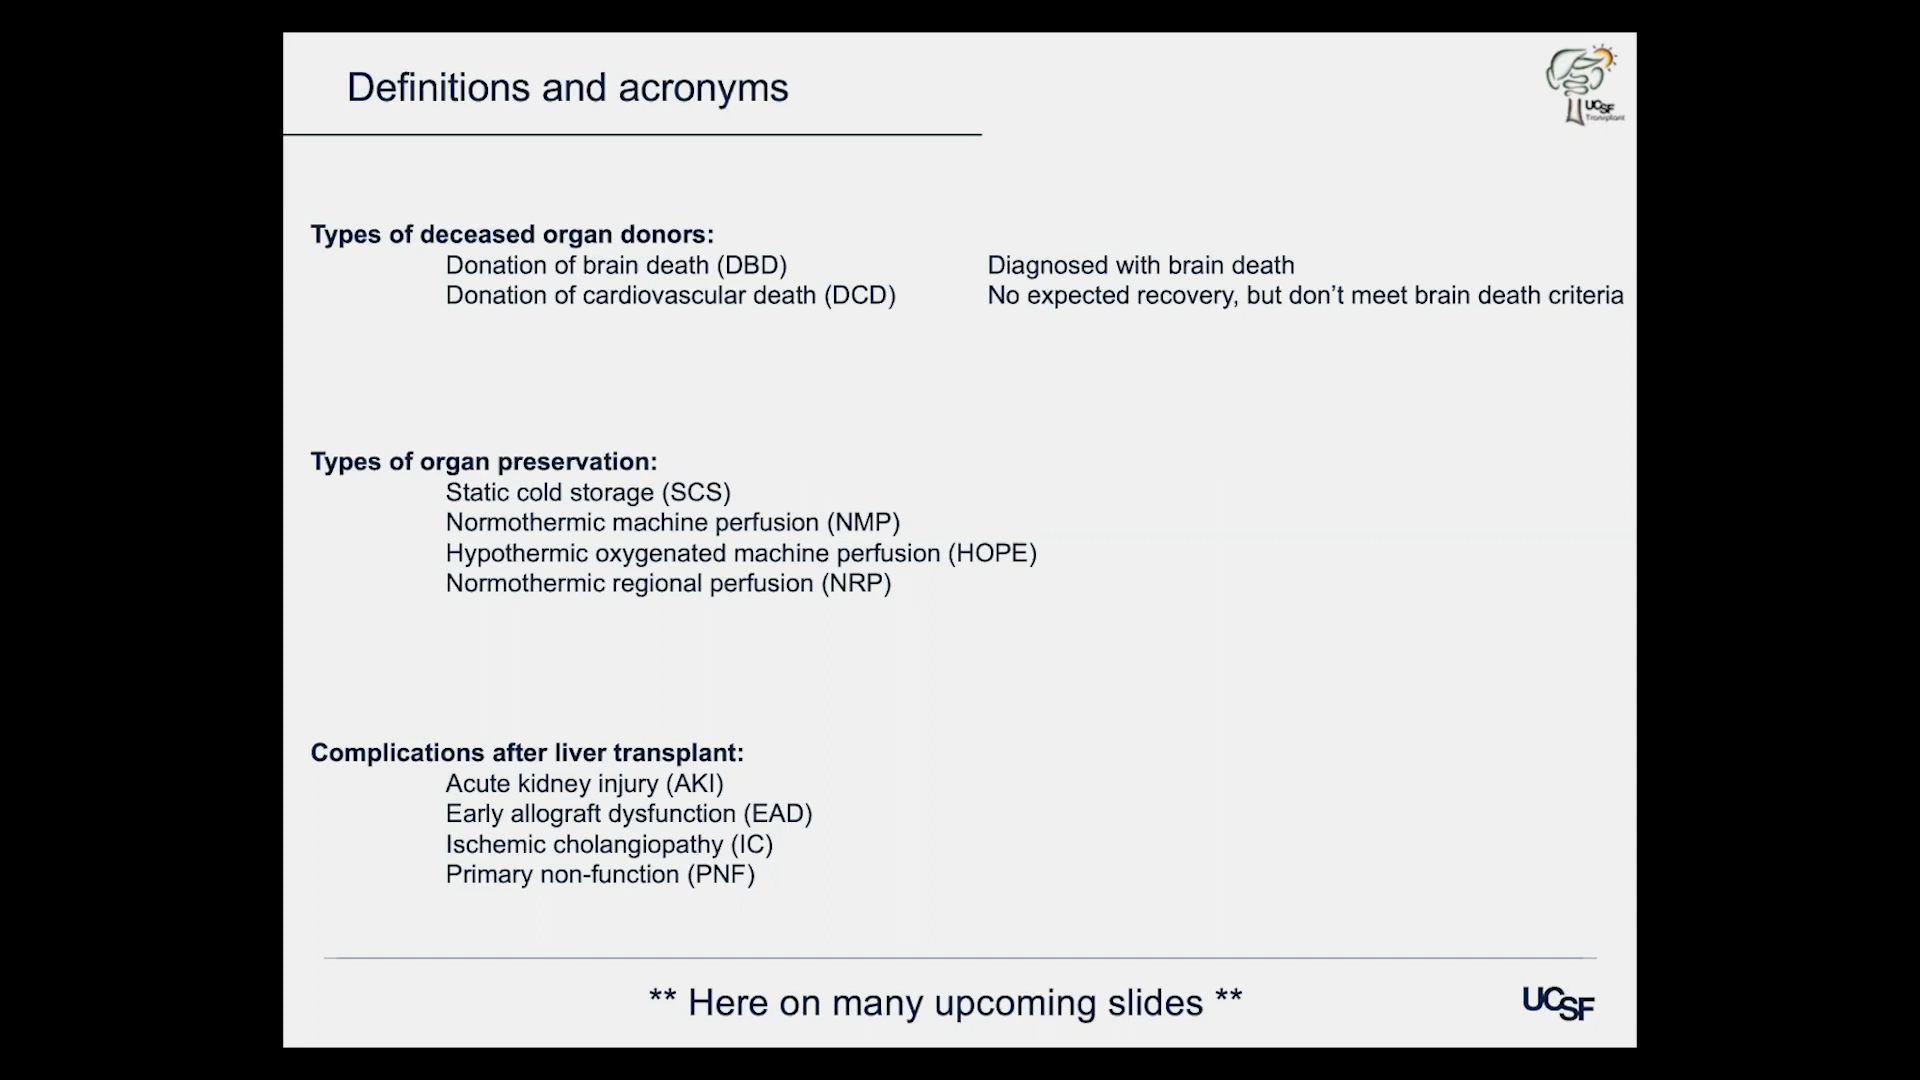 Definitions and acronyms
UCSF
Transplant
Types of deceased organ donors:
Donation of brain death (DBD) Diagnosed with brain death
Donation of cardiovascular death (DCD) No expected recovery, but don’t meet brain death criteria
Types of organ preservation:
Static cold storage (SCS)
Normothermic machine perfusion (NMP)
Hypothermic oxygenated machine perfusion (HOPE)
Normothermic regional perfusion (NRP)
Complications after liver transplant:
Acute kidney injury (AKI)
Early allograft dysfunction (EAD)
Ischemic cholangiopathy (IC)
Primary non-function (PNF)
** Here on many upcoming slides **
UCSF